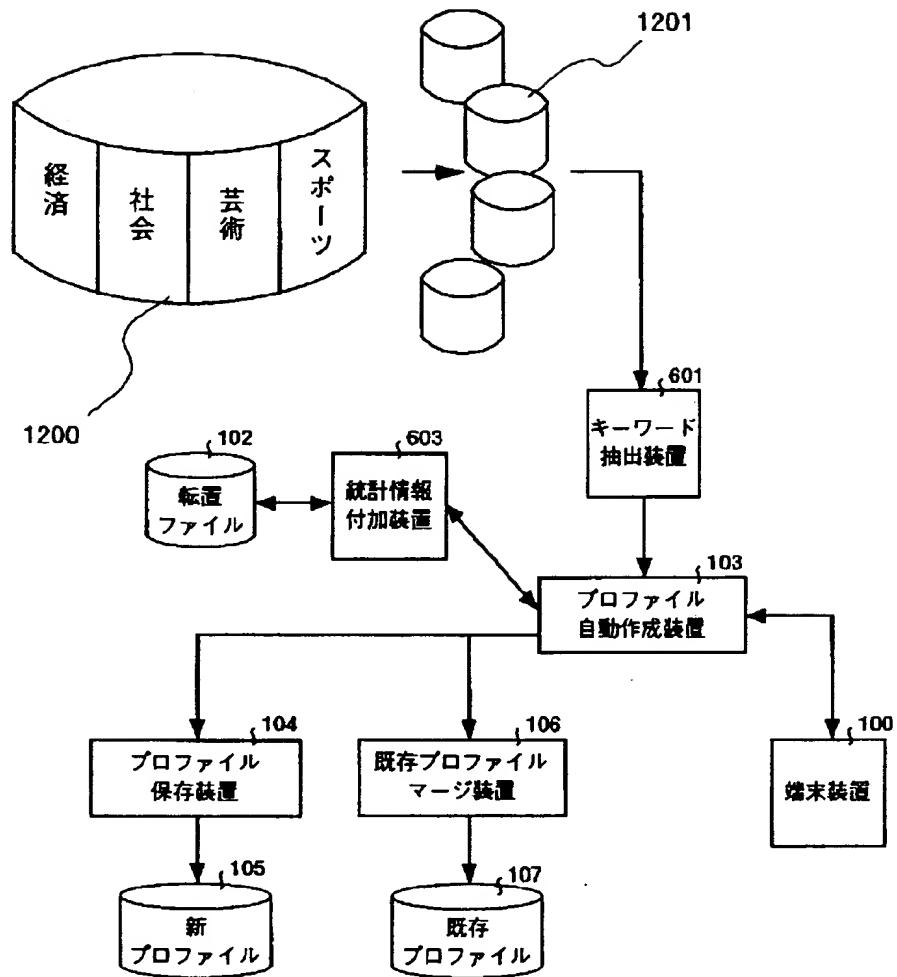 1201
経済
社会
芸術
スポーツ
1200
601
キーワード
抽出装置
102
転置
ファイル
603
統計情報
付加装置
103
プロファイル
自動作成装置
104
プロファイル
保存装置
106
既存プロファイル
マージ装置
100
端末装置
105
新
プロファイル
107
既存
プロファイル